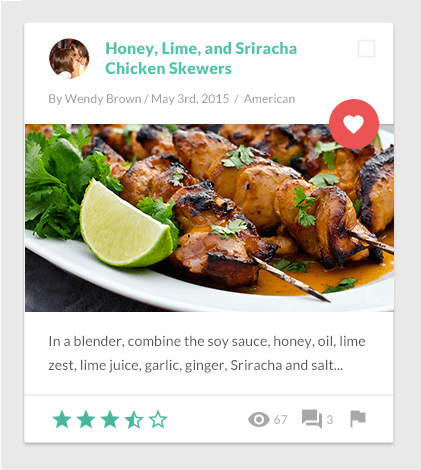 Honey, Lime, and Sriracha
Chicken Skewers
By Wendy Brown / May 3rd, 2015 / American
In a blender, combine the soy sauce, honey, oil, lime
zest, lime juice, garlic, ginger, Sriracha and salt...
67
3